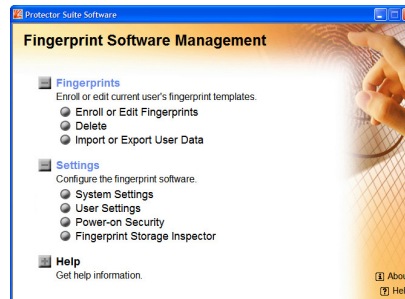 Protector Suite Software
Fingerprint Software Management
Fingerprints
Enroll or edit current user's fingerprint templates.
Enroll or Edit Fingerprints
Delete
Import or Export User Data
Settings
Configure the fingerprint software.
System Settings
User Settings
Power-on Security
Fingerprint Storage Inspector
Help
Get help information.
Abou
Hel